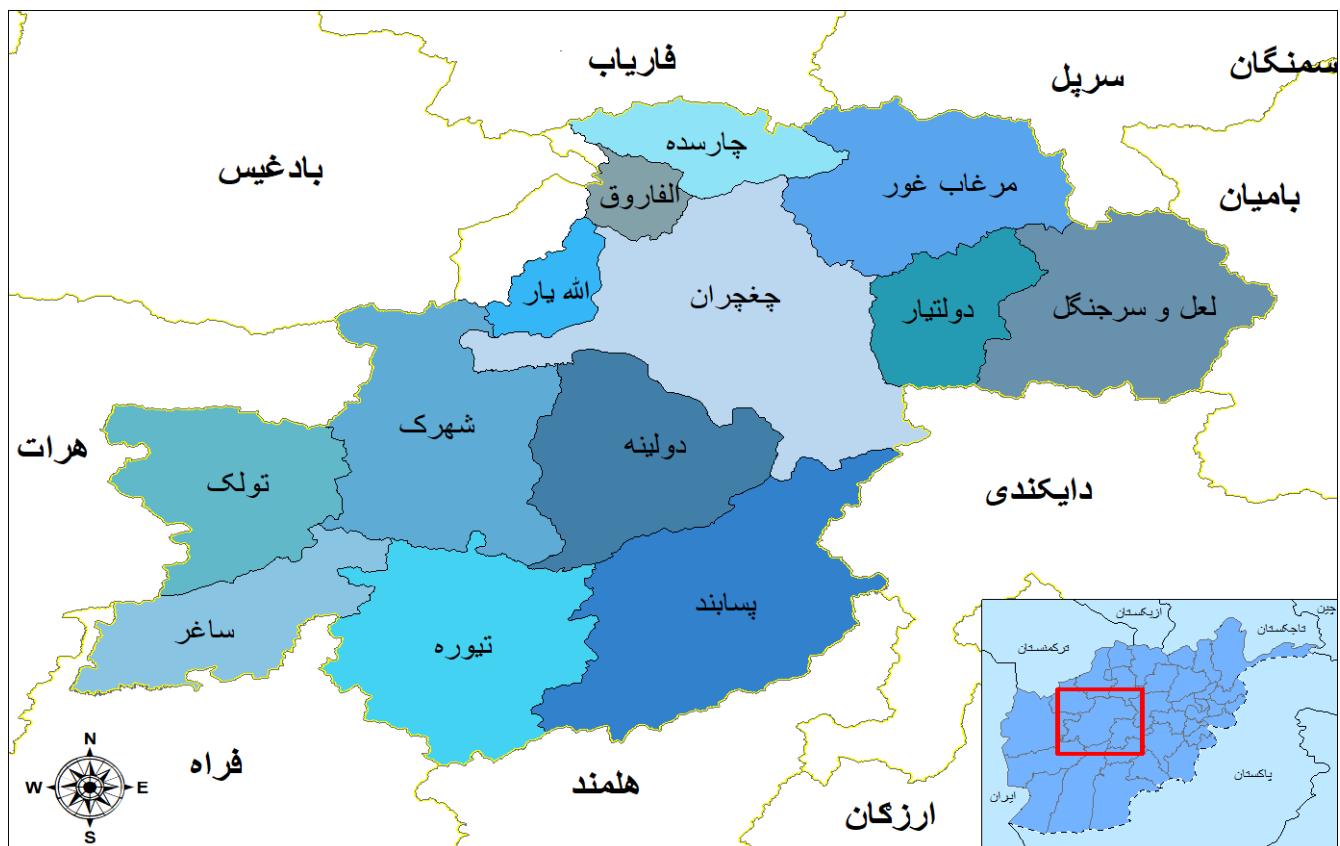 فاریاب
سرپل
سمنگان
بادغیس
بامیان
چارسده
الفاروق
مرغاب غور
الله یار
چغچران
دولتیار
لعل و سرجنگل
هرات
تولک
شهرک
دولینه
دایکندی
ساغر
تیوره
پسابند
فراه
هلمند
ارزگان
N
W
E
S
ازبکستان
چین
تاجکستان
ترکمنستان
ایران
پاکستان